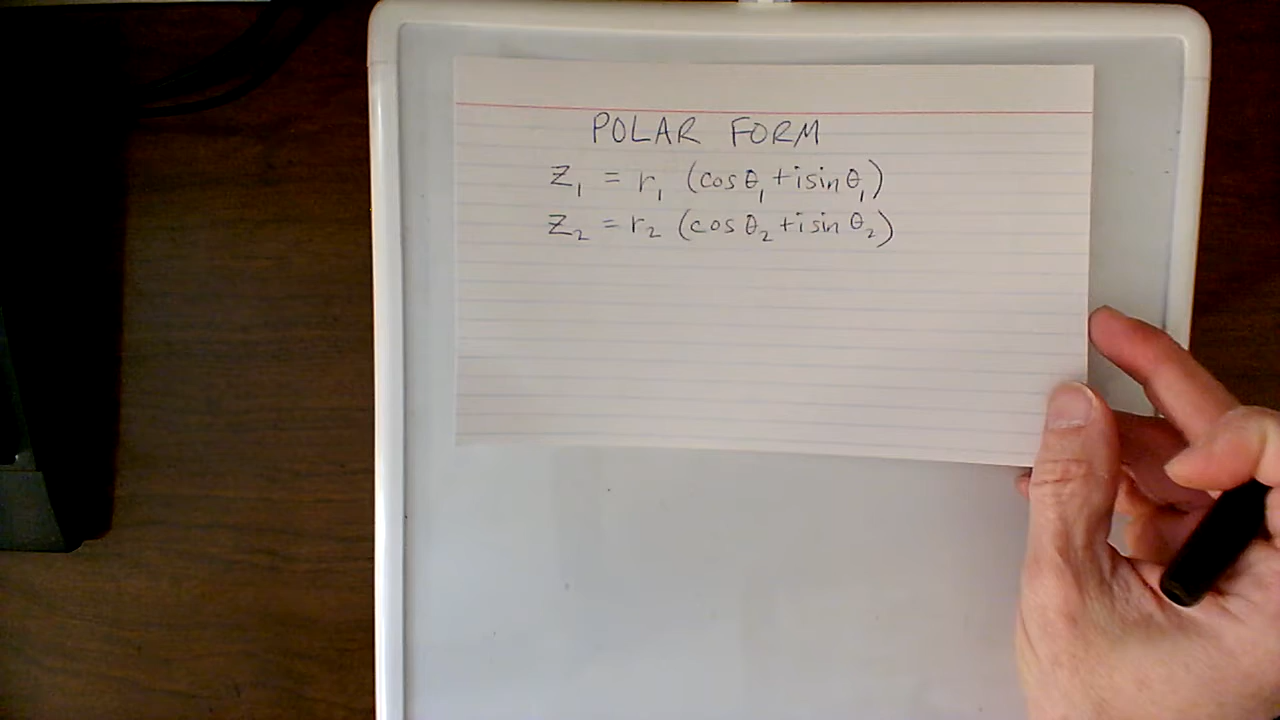 POLAR FORM
z₁ = r₁ (cos θ₁ + i sin θ₁)
z₂ = r₂ (cos θ₂ + i sin θ₂)